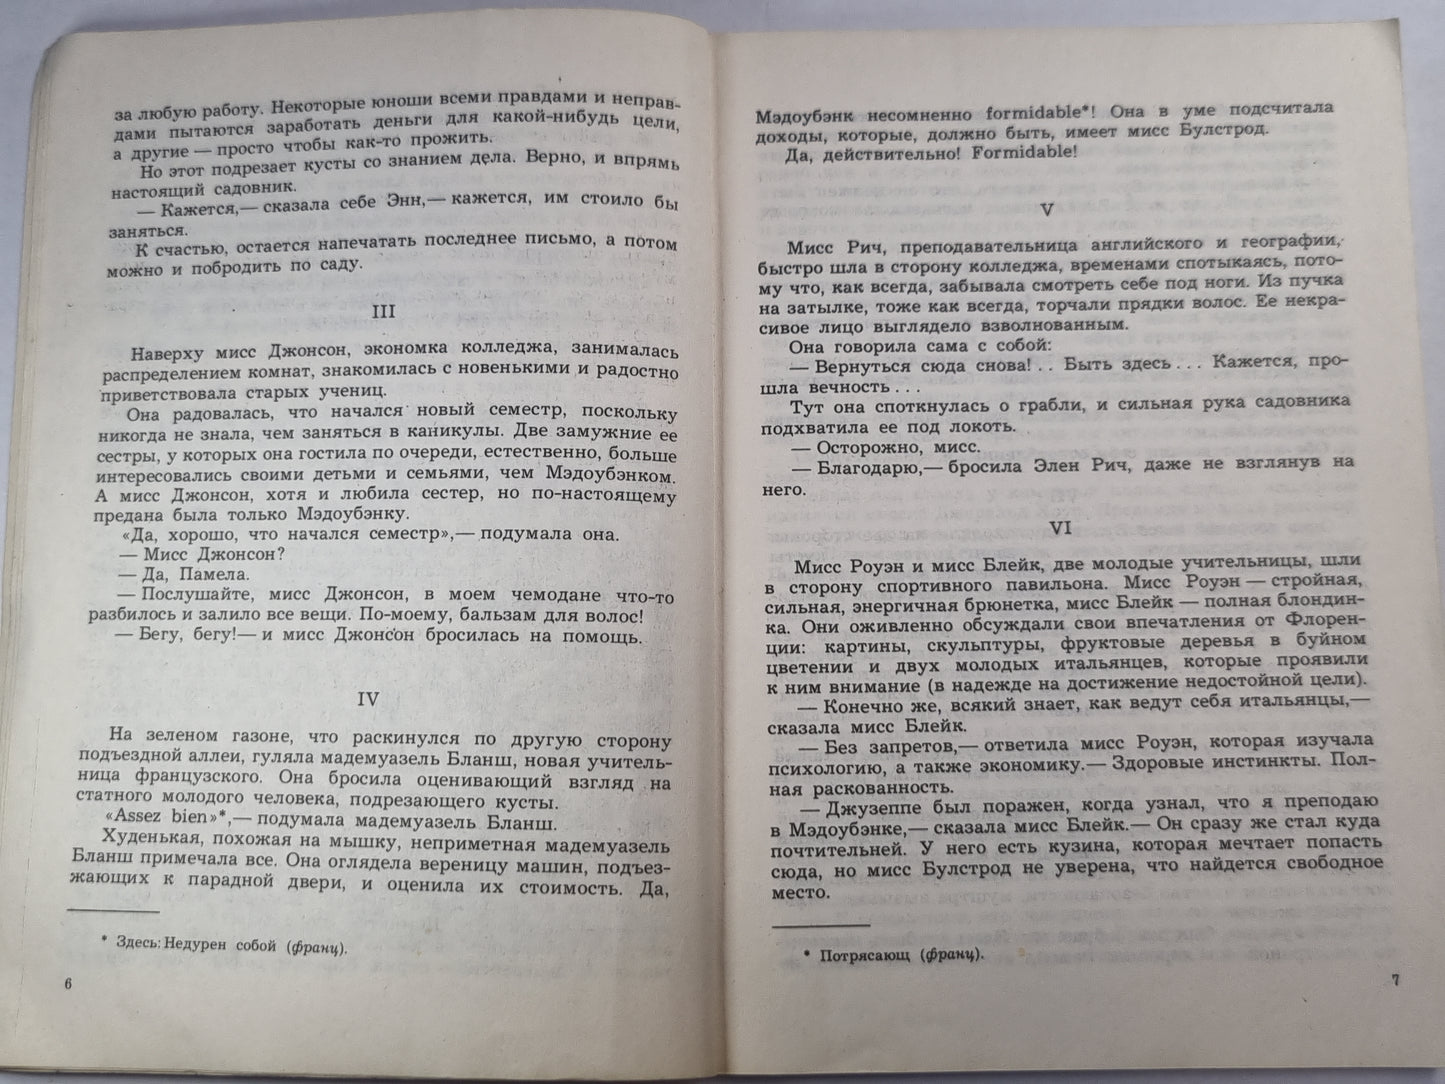 за любую работу. Некоторые юноши всеми правдами и неправ-
дами пытаются заработать деньги для какой-нибудь цели,
а другие — просто чтобы как-то прожить.
Но этот подрезает кусты со знанием дела. Верно, и впрямь
настоящий садовник.
— Кажется,— сказала себе Энн,— кажется, им стоило бы
заняться.
К счастью, остается напечатать последнее письмо, а потом
можно и побродить по саду.
III
Наверху мисс Джонсон, экономка колледжа, занималась
распределением комнат, знакомилась с новенькими и радостно
приветствовала старых учениц.
Она радовалась, что начался новый семестр, поскольку
никогда не знала, чем заняться в каникулы. Две замужние ее
сестры, у которых она гостила по очереди, естественно, больше
интересовались своими детьми и семьями, чем Мэдоубэнком.
А мисс Джонсон, хотя и любила сестер, но по-настоящему
предана была только Мэдоубэнку.
«Да, хорошо, что начался семестр»,— подумала она.
— Мисс Джонсон?
— Да, Памела.
— Послушайте, мисс Джонсон, в моем чемодане что-то
разбилось и залило все вещи. По-моему, бальзам для волос!
— Бегу, бегу!— и мисс Джонсон бросилась на помощь.
IV
На зеленом газоне, что раскинулся по другую сторону
подъездной аллеи, гуляла мадемуазель Бланш, новая учитель-
ница французского. Она бросила оценивающий взгляд на
статного молодого человека, подрезающего кусты.
«Assez bien»*,— подумала мадемуазель Бланш.
Худенькая, похожая на мышку, неприметная мадемуазель
Бланш примечала все. Она оглядела вереницу машин, подъез-
жающих к парадной двери, и оценила их стоимость. Да,
* Здесь: Недурен собой (франц).
6
Мэдоубэнк несомненно formidable*! Она в уме подсчитала
доходы, которые, должно быть, имеет мисс Булстрод.
Да, действительно! Formidable!
V
Мисс Рич, преподавательница английского и географии,
быстро шла в сторону колледжа, временами спотыкаясь, пото-
му что, как всегда, забывала смотреть себе под ноги. Из пучка
на затылке, тоже как всегда, торчали прядки волос. Ее некра-
сивое лицо выглядело взволнованным.
Она говорила сама с собой:
— Вернуться сюда снова! . . Быть здесь . . . Кажется, про-
шла вечность . . .
Тут она споткнулась о грабли, и сильная рука садовника
подхватила ее под локоть.
— Осторожно, мисс.
— Благодарю,— бросила Элен Рич, даже не взглянув на
него.
VI
Мисс Роуэн и мисс Блейк, две молодые учительницы, шли
в сторону спортивного павильона. Мисс Роуэн — стройная,
сильная, энергичная брюнетка, мисс Блейк — полная блондин-
ка. Они оживленно обсуждали свои впечатления от Флорен-
ции: картины, скульптуры, фруктовые деревья в буйном
цветении и двух молодых итальянцев, которые проявили
к ним внимание (в надежде на достижение недостойной цели).
— Конечно же, всякий знает, как ведут себя итальянцы,—
сказала мисс Блейк.
— Без запретов,— ответила мисс Роуэн, которая изучала
психологию, а также экономику.— Здоровые инстинкты. Пол-
ная раскованность.
— Джузеппе был поражен, когда узнал, что я преподаю
в Мэдоубэнке,— сказала мисс Блейк.— Он сразу же стал куда
почтительней. У него есть кузина, которая мечтает попасть
сюда, но мисс Булстрод не уверена, что найдется свободное
место.
* Потрясающ (франц).
7